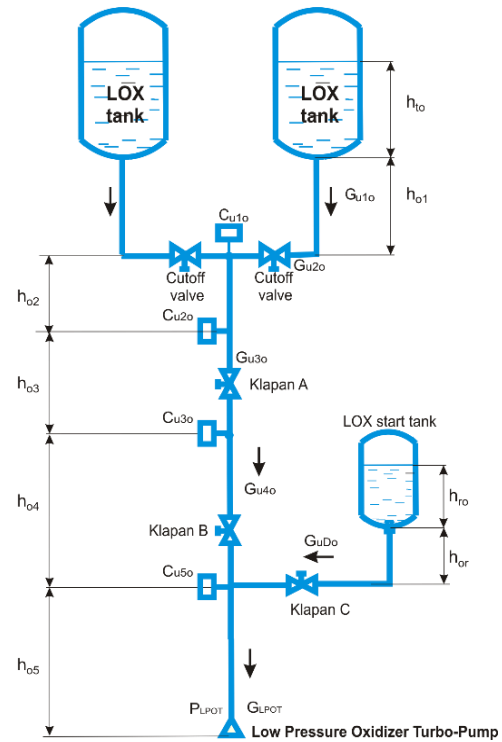 LOX
tank
LOX
tank
hto
Gu1o
ho1
Cu1o
Gu2o
Cutoff
valve
Cutoff
valve
ho2
Cu2o
Gu3o
ho3
Klapan A
Cu3o
LOX start tank
Gu4o
hro
ho4
Klapan B
GuDo
hor
Cu5o
Klapan C
ho5
PLPOT GLPOT
Low Pressure Oxidizer Turbo-Pump